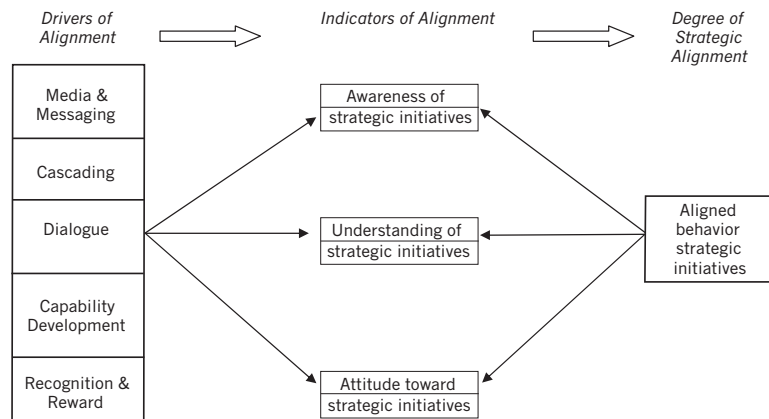 Drivers of
Alignment
Indicators of Alignment
Degree of
Strategic
Alignment
Media &
Messaging
Cascading
Dialogue
Capability
Development
Recognition &
Reward
Awareness of
strategic initiatives
Understanding of
strategic initiatives
Attitude toward
strategic initiatives
Aligned
behavior
strategic
initiatives